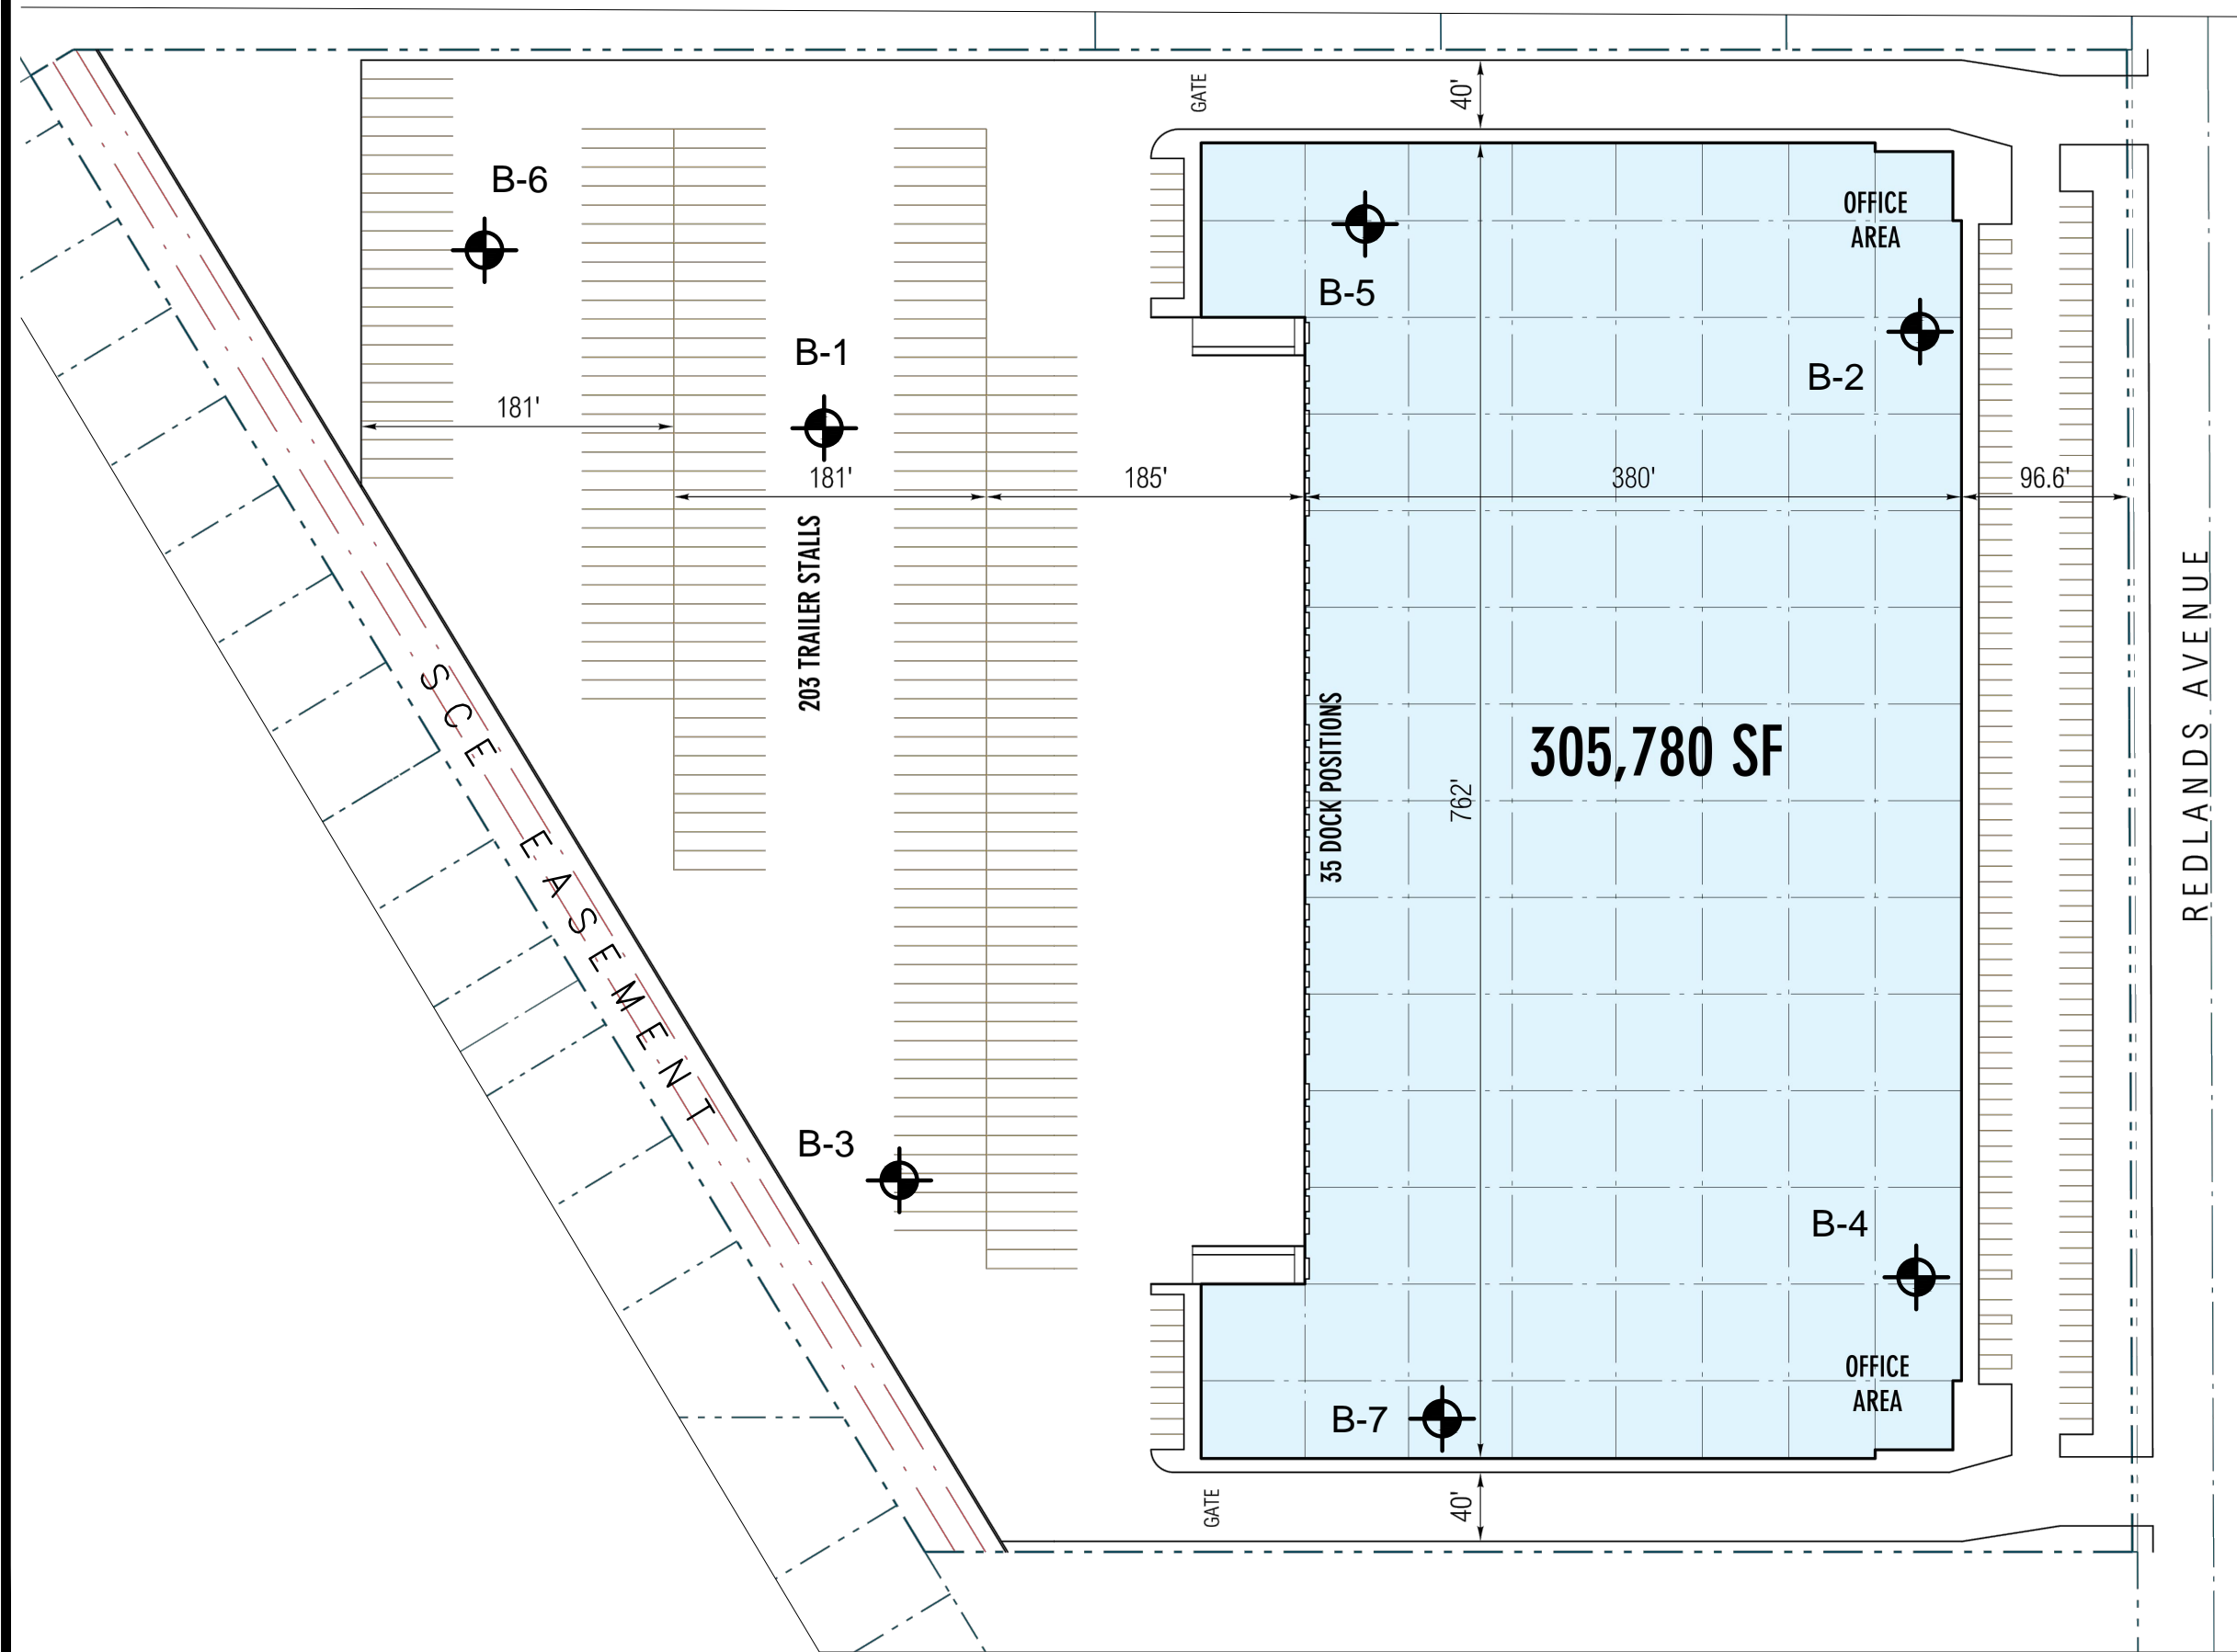 GATE
40'
B-6
OFFICE
AREA
B-5
B-1
B-2
181'
181'
185'
380'
96.6'
203 TRAILER STALLS
35 DOCK POSITIONS
305,780 SF
762'
REDLANDS AVENUE
SCE EASEMENT
B-3
B-4
OFFICE
AREA
B-7
GATE
40'